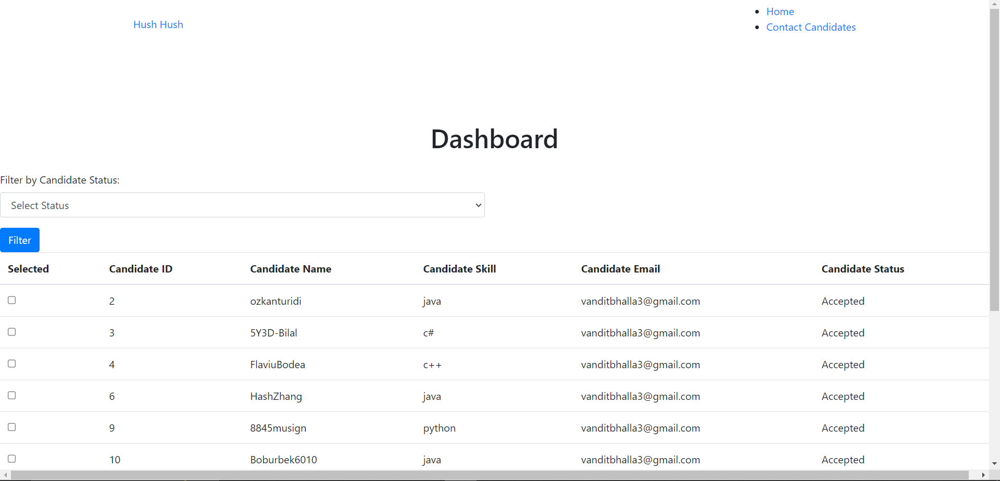 Hush Hush
Home
Contact Candidates
Dashboard
Filter by Candidate Status:
Select Status
Filter
Selected Candidate ID Candidate Name Candidate Skill Candidate Email Candidate Status
2 ozkanturidi java vanditbhalla3@gmail.com Accepted
3 5Y3D-Bilal c# vanditbhalla3@gmail.com Accepted
4 FlaviuBodea c++ vanditbhalla3@gmail.com Accepted
6 HashZhang java vanditbhalla3@gmail.com Accepted
9 8845musign python vanditbhalla3@gmail.com Accepted
10 Boburbek6010 java vanditbhalla3@gmail.com Accepted